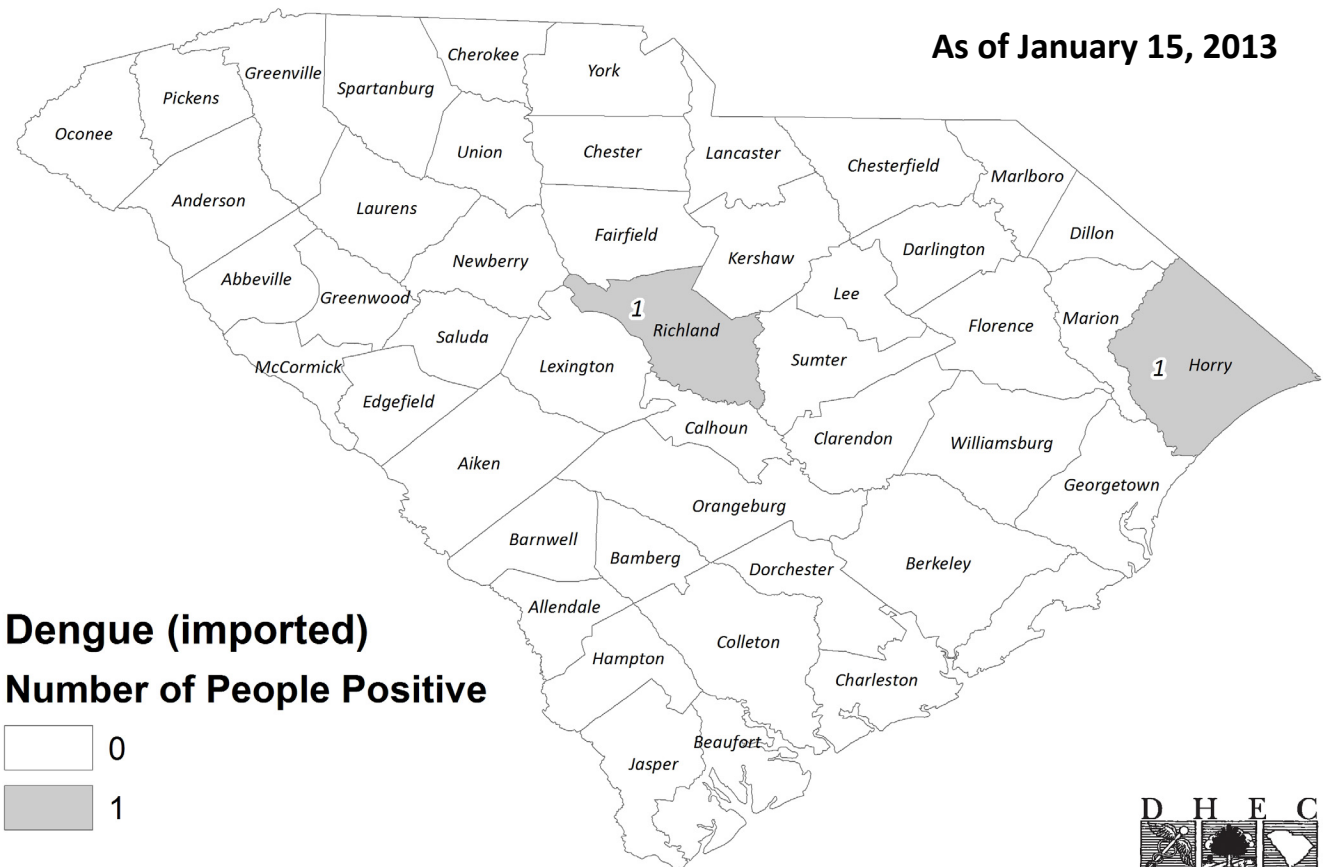 As of January 15, 2013
Cherokee
York
Greenville
Spartanburg
Pickens
Oconee
Union
Chester
Lancaster
Chesterfield
Marlboro
Anderson
Laurens
Fairfield
Darlington
Dillon
Newberry
Kershaw
Abbeville
Greenwood
Lee
1
Richland
Florence
Marion
Saluda
Sumter
McCormick
Lexington
1
Horry
Edgefield
Calhoun
Clarendon
Williamsburg
Aiken
Georgetown
Orangeburg
Barnwell
Bamberg
Dorchester
Berkeley
Allendale
Colleton
Hampton
Charleston
Beaufort
Jasper
Dengue (imported)
Number of People Positive
0
1
D H E C